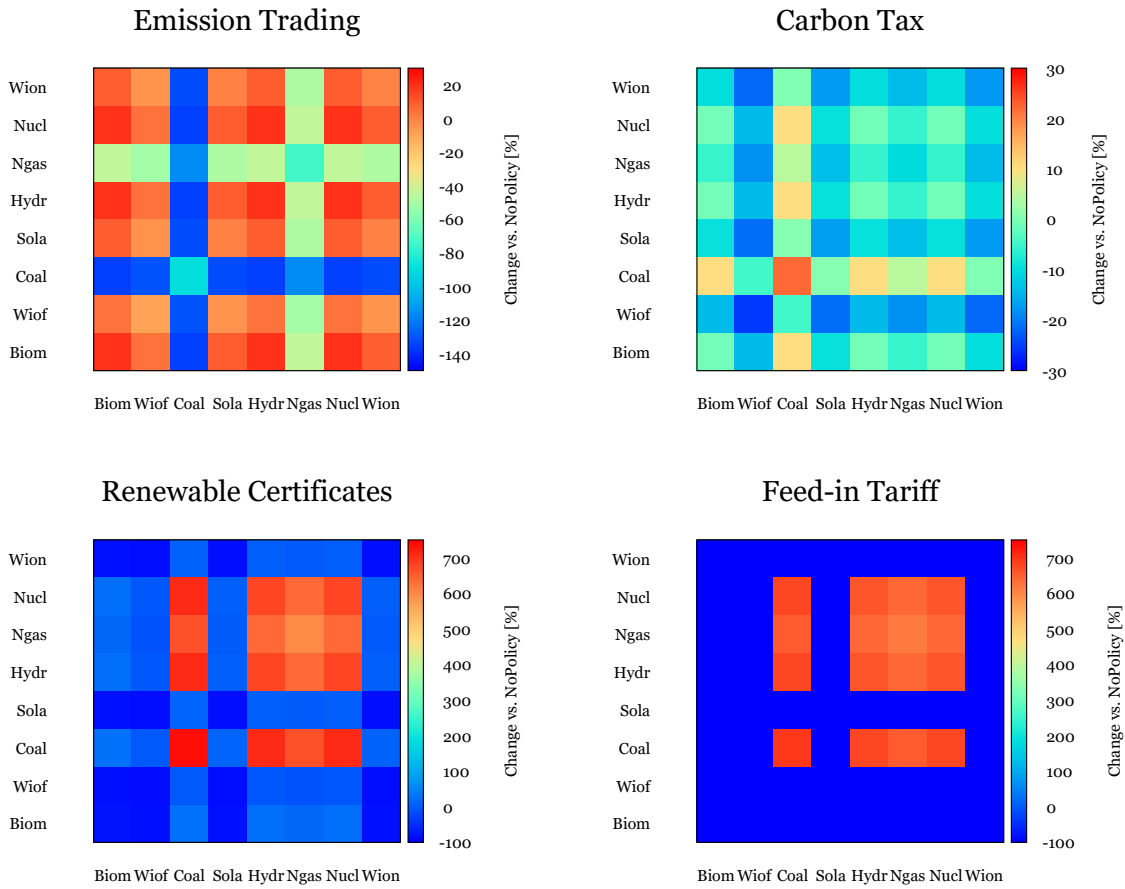 Emission Trading
Wion
Nucl
Ngas
Hydr
Sola
Coal
Wiof
Biom
Biom Wiof Coal Sola Hydr Ngas Nucl Wion
20
0
-20
-40
-60
-80
-100
-120
-140
Change vs. NoPolicy [%]
Carbon Tax
Wion
Nucl
Ngas
Hydr
Sola
Coal
Wiof
Biom
Biom Wiof Coal Sola Hydr Ngas Nucl Wion
30
20
10
0
-10
-20
-30
Change vs. NoPolicy [%]
Renewable Certificates
Wion
Nucl
Ngas
Hydr
Sola
Coal
Wiof
Biom
Biom Wiof Coal Sola Hydr Ngas Nucl Wion
700
600
500
400
300
200
100
0
-100
Change vs. NoPolicy [%]
Feed-in Tariff
Wion
Nucl
Ngas
Hydr
Sola
Coal
Wiof
Biom
Biom Wiof Coal Sola Hydr Ngas Nucl Wion
700
600
500
400
300
200
100
0
-100
Change vs. NoPolicy [%]